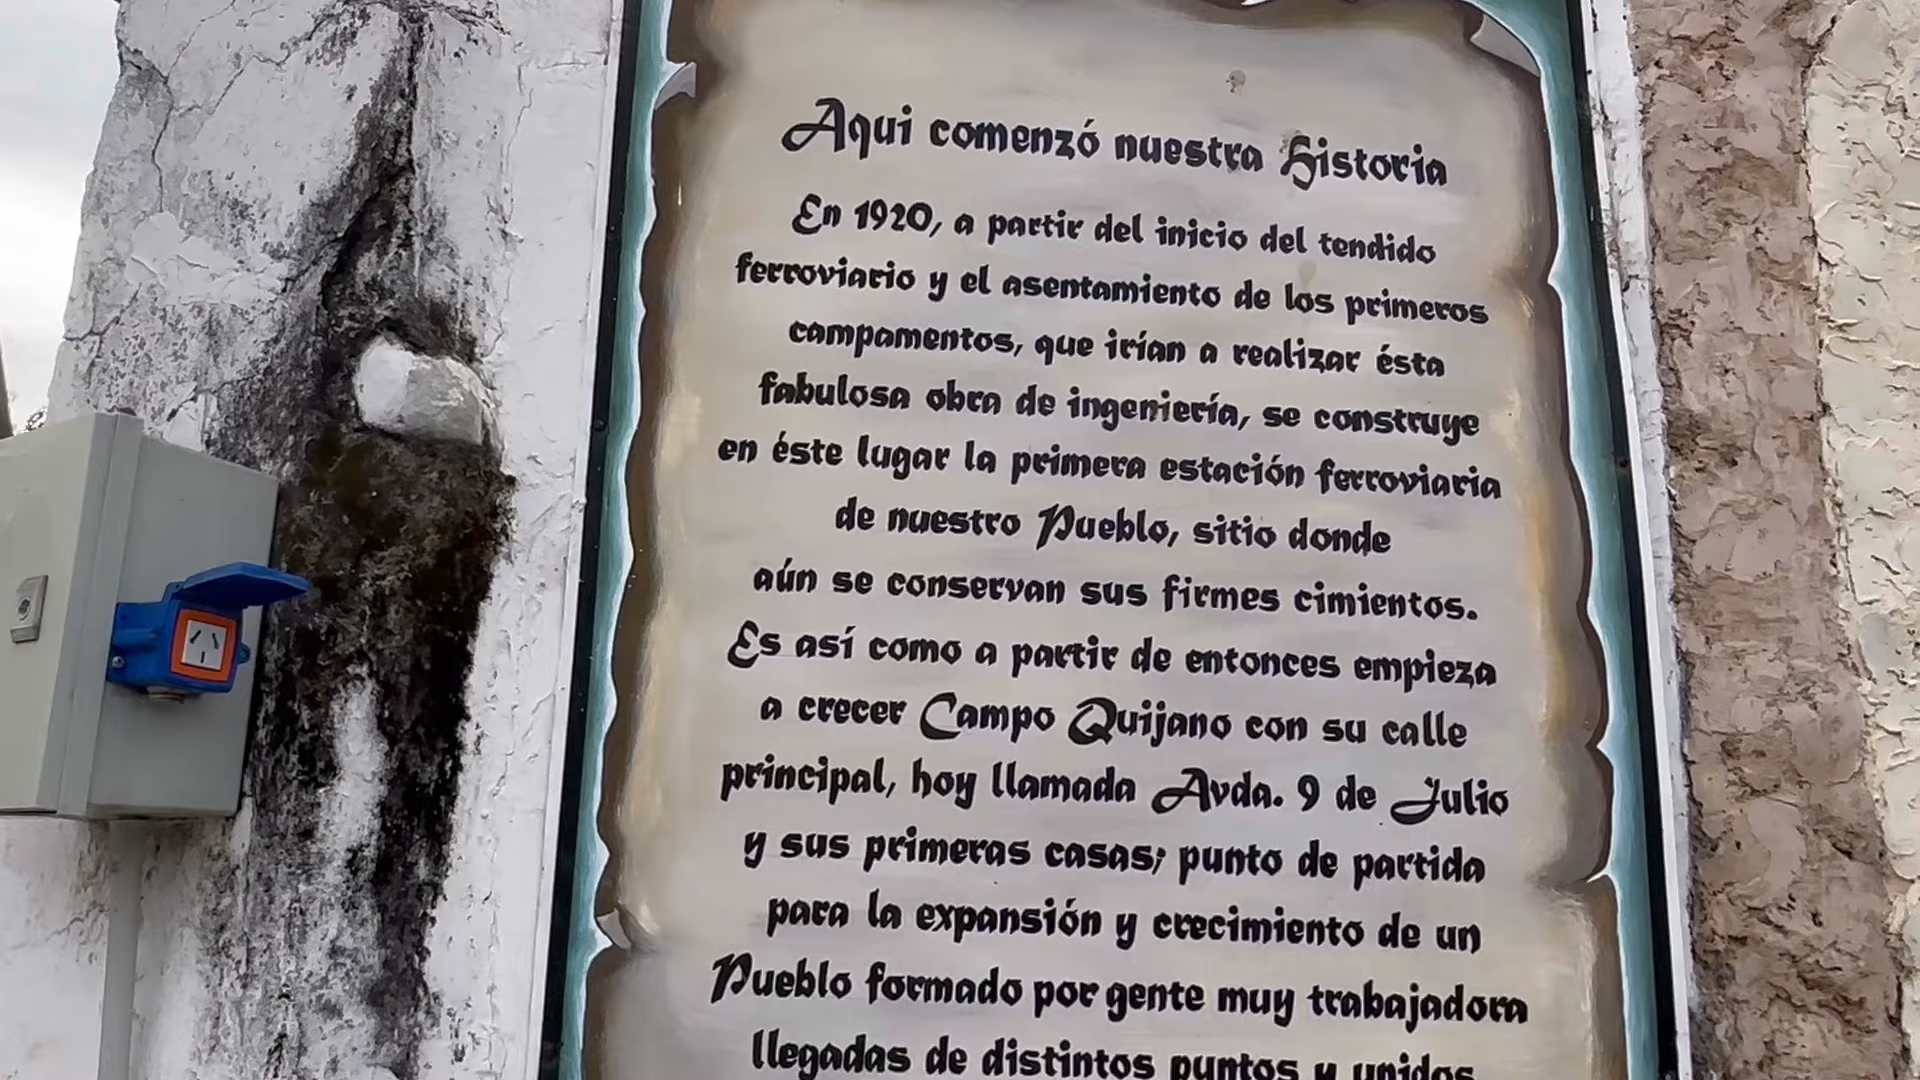 Aqui comenzó nuestra Historia
En 1920, a partir del inicio del tendido
ferroviario y el asentamiento de los primeros
campamentos, que irían a realizar ésta
fabulosa obra de ingeniería, se construye
en éste lugar la primera estación ferroviaria
de nuestro Pueblo, sitio donde
aún se conservan sus firmes cimientos.
Es así como a partir de entonces empieza
a crecer Campo Quijano con su calle
principal, hoy llamada Avda. 9 de Julio
y sus primeras casas; punto de partida
para la expansión y crecimiento de un
Pueblo formado por gente muy trabajadora
llegadas de distintos puntos y unidos